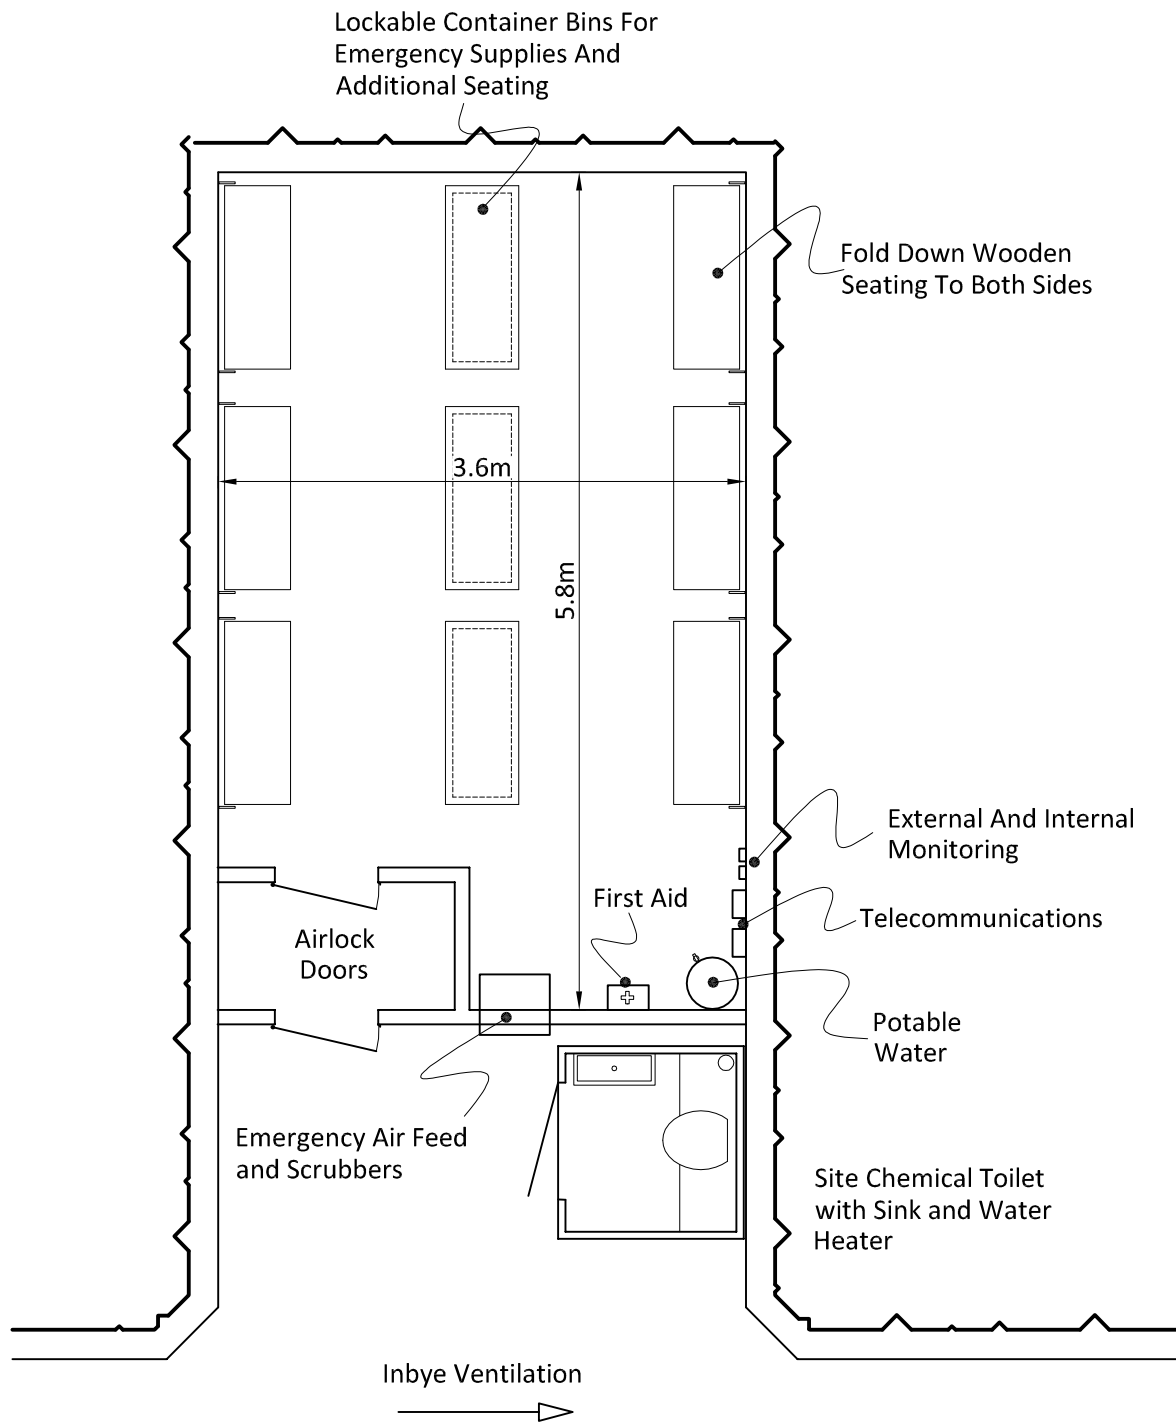 Lockable Container Bins For
Emergency Supplies And
Additional Seating
Fold Down Wooden
Seating To Both Sides
3.6m
5.8m
External And Internal
Monitoring
First Aid
Telecommunications
Airlock
Doors
Potable
Water
Emergency Air Feed
and Scrubbers
Site Chemical Toilet
with Sink and Water
Heater
Inbye Ventilation